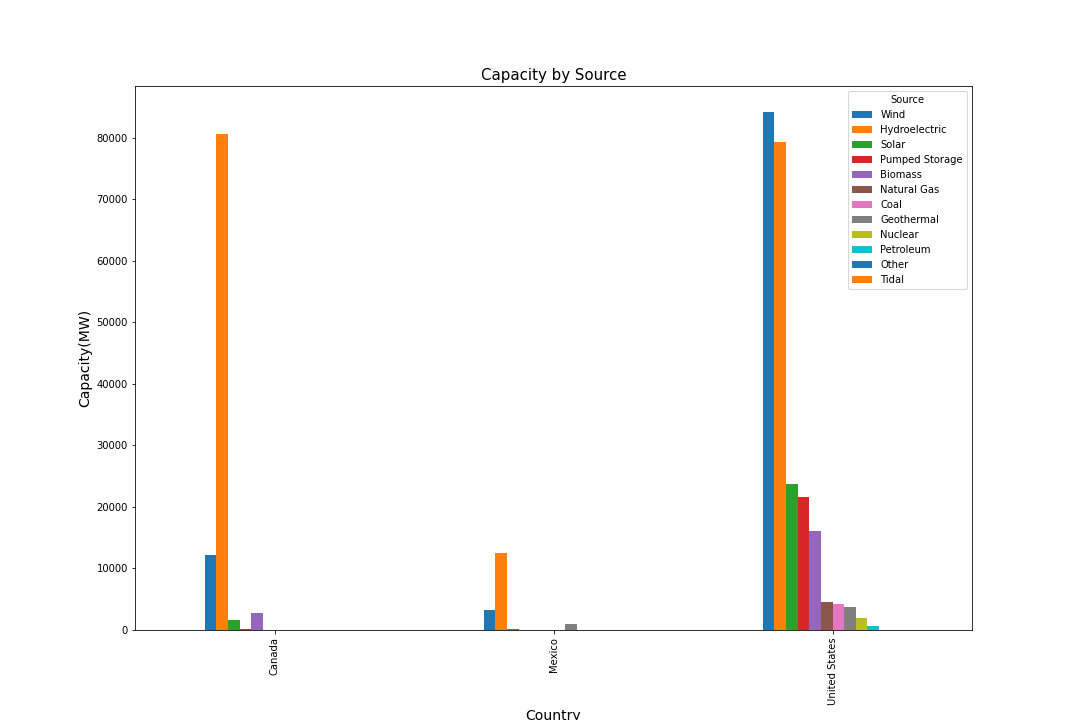 Capacity by Source
Source
Wind
Hydroelectric
Solar
Pumped Storage
Biomass
Natural Gas
Coal
Geothermal
Nuclear
Petroleum
Other
Tidal
Capacity(MW)
80000
70000
60000
50000
40000
30000
20000
10000
0
Canada
Mexico
United States
Country